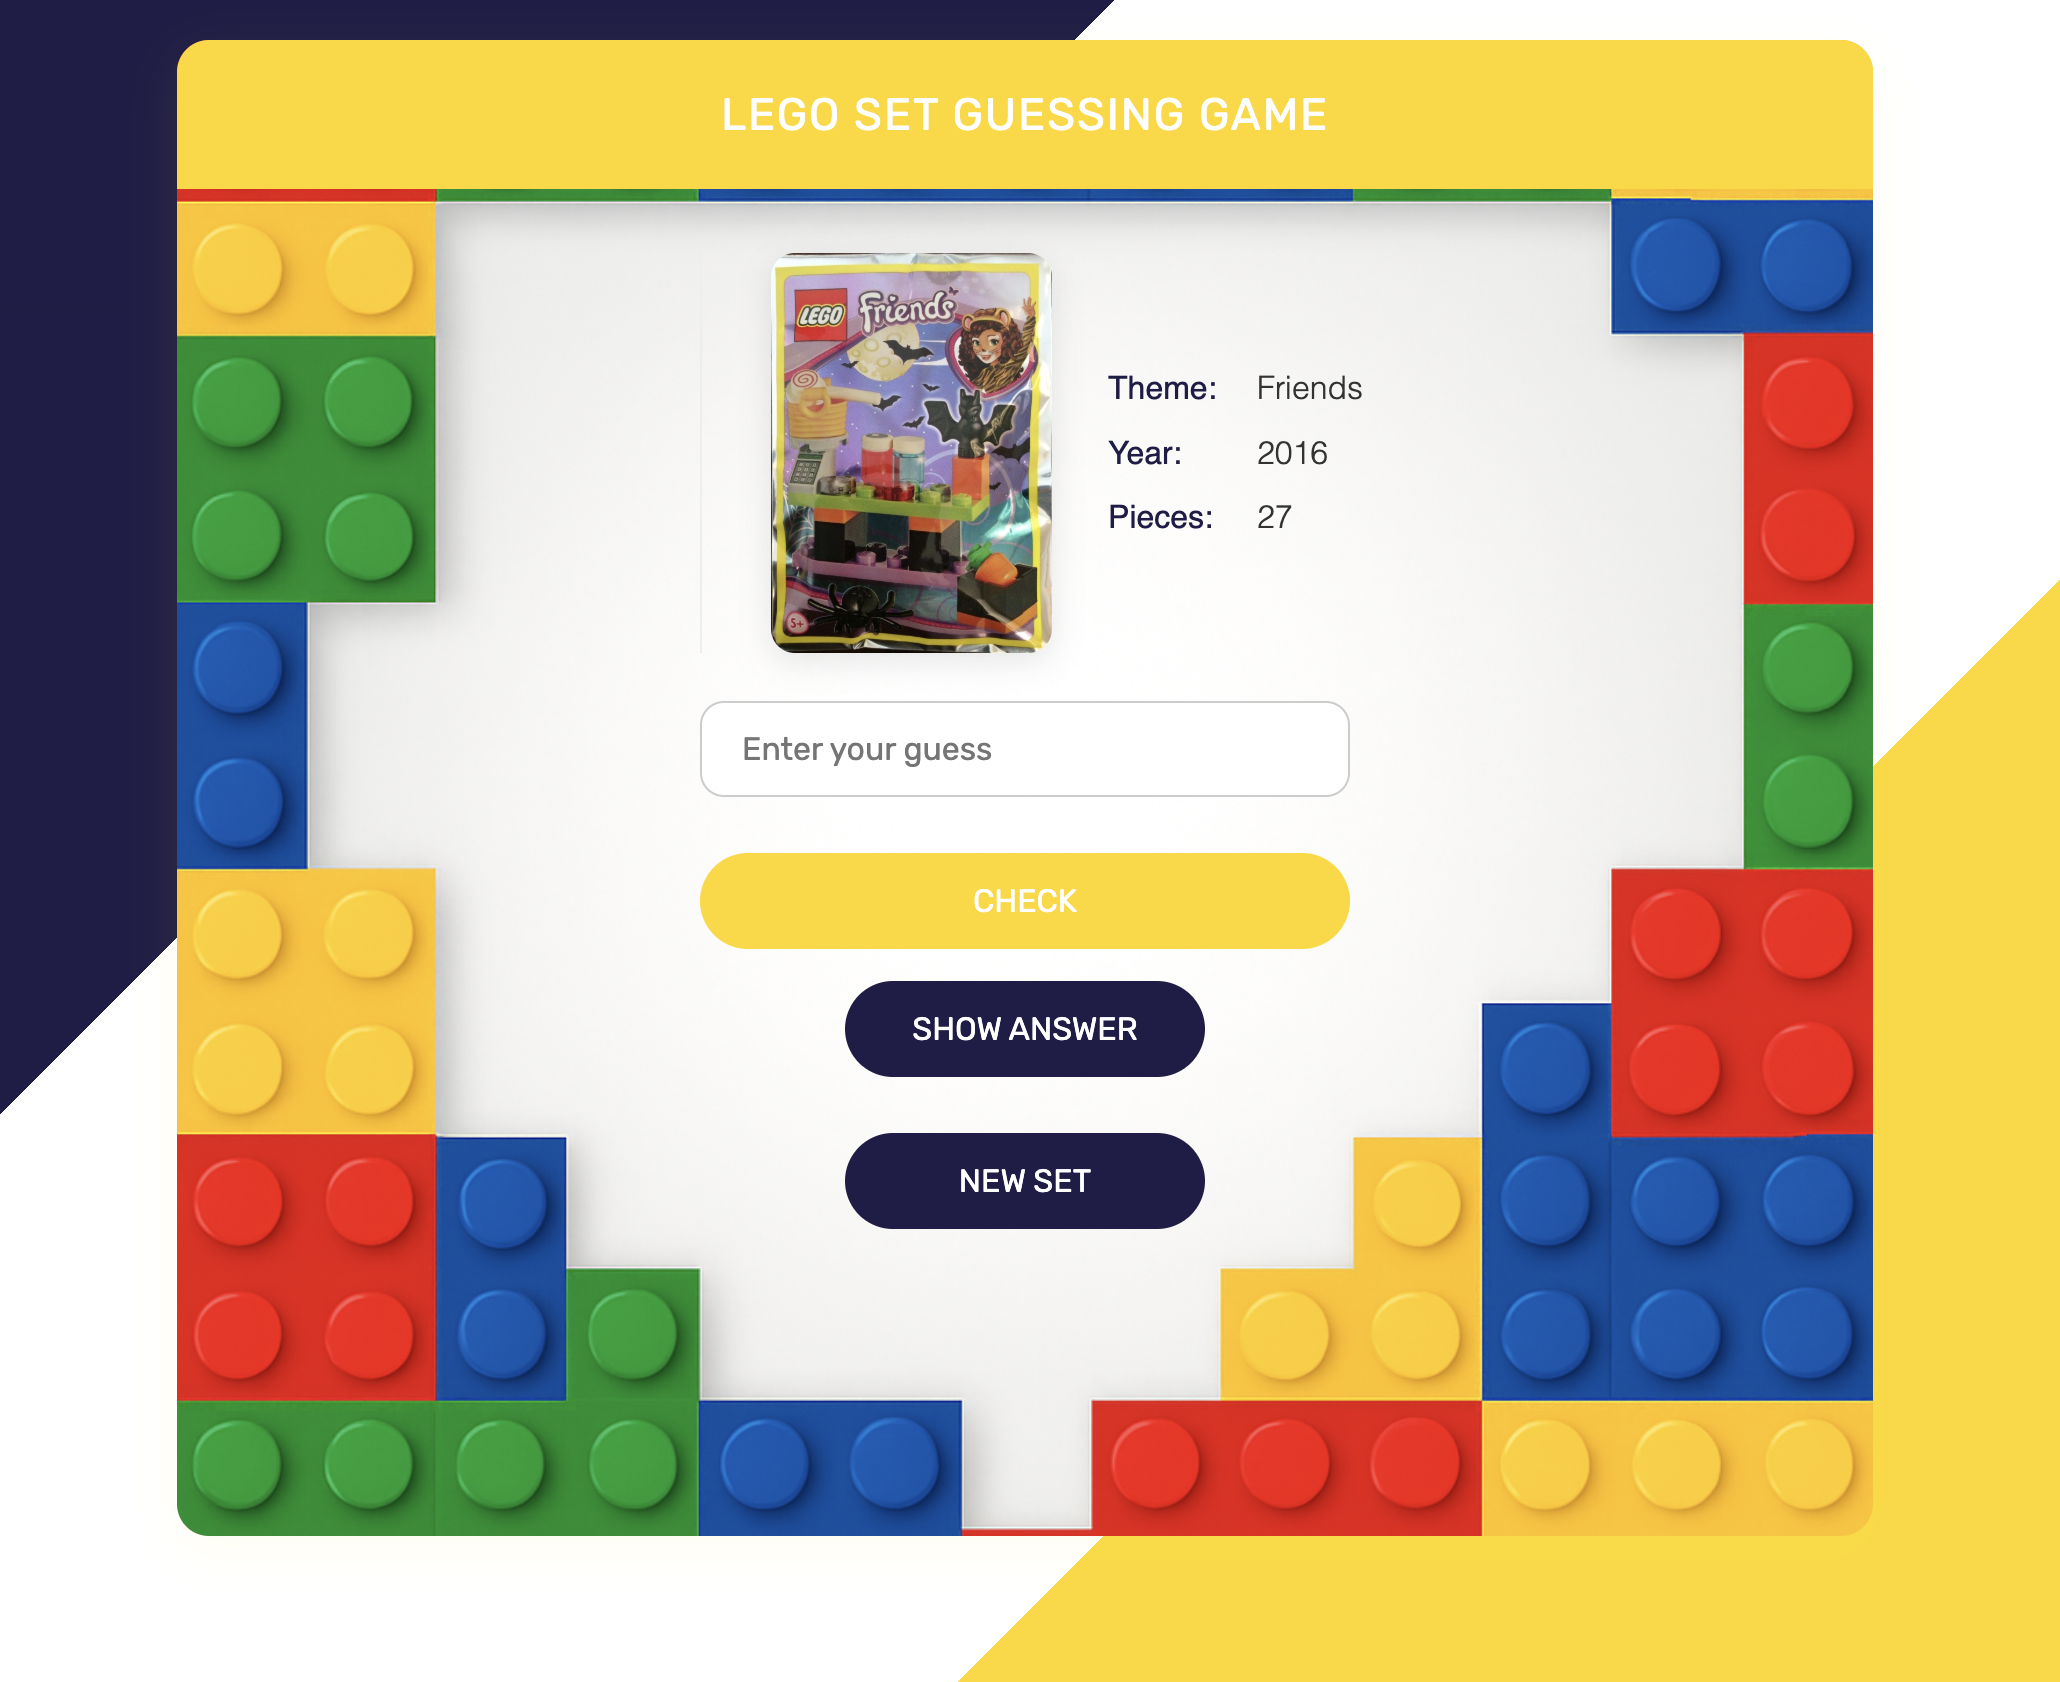 LEGO SET GUESSING GAME
LEGO
Friends
5+
Theme: Friends
Year: 2016
Pieces: 27
Enter your guess
CHECK
SHOW ANSWER
NEW SET